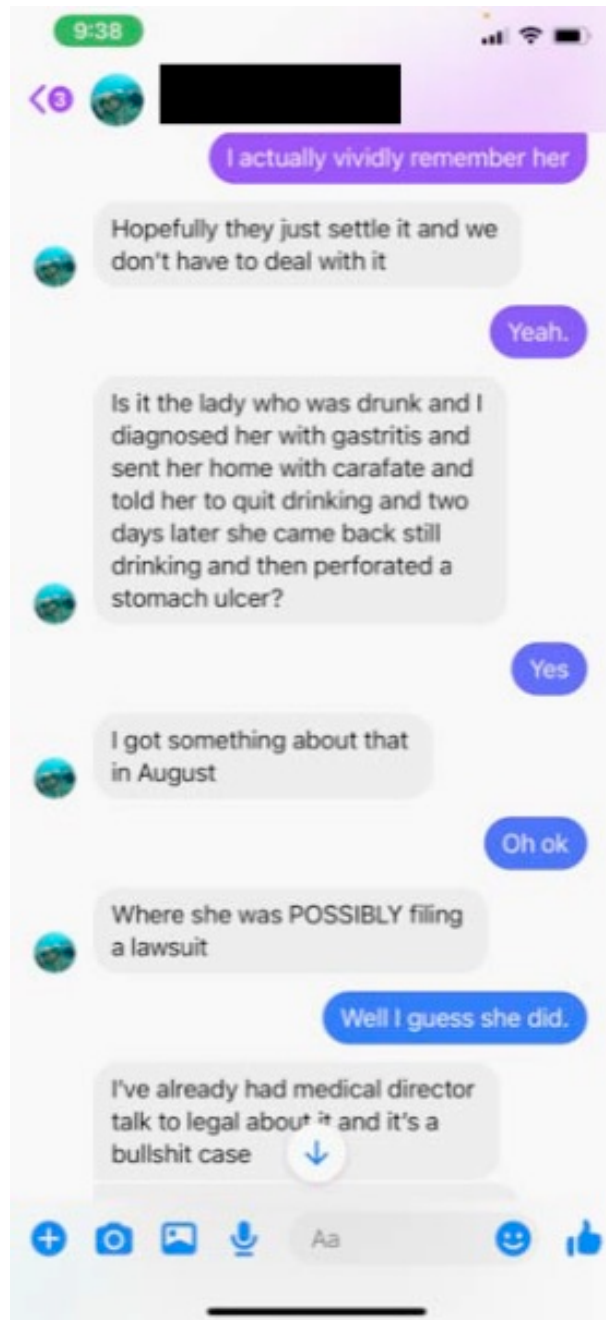 9:38
3
I actually vividly remember her
Hopefully they just settle it and we
don't have to deal with it
Yeah.
Is it the lady who was drunk and I
diagnosed her with gastritis and
sent her home with carafate and
told her to quit drinking and two
days later she came back still
drinking and then perforated a
stomach ulcer?
Yes
I got something about that
in August
Oh ok
Where she was POSSIBLY filing
a lawsuit
Well I guess she did.
I've already had medical director
talk to legal about it and it's a
bullshit case
Aa